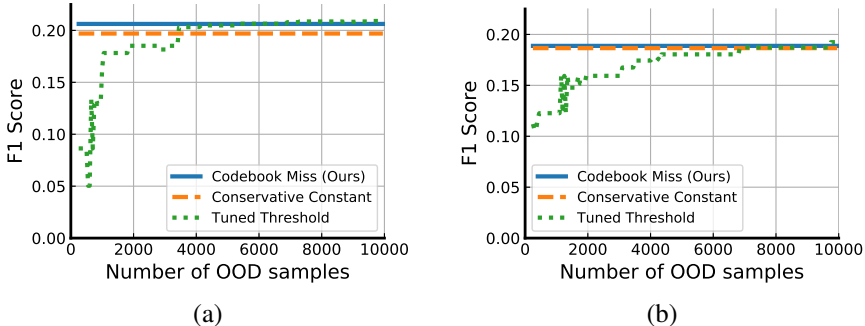 0.20
0.15
0.10
0.05
0.00
F1 Score
Codebook Miss (Ours)
Conservative Constant
Tuned Threshold
0 2000 4000 6000 8000 10000
Number of OOD samples
(a)
0.20
0.15
0.10
0.05
0.00
F1 Score
Codebook Miss (Ours)
Conservative Constant
Tuned Threshold
0 2000 4000 6000 8000 10000
Number of OOD samples
(b)